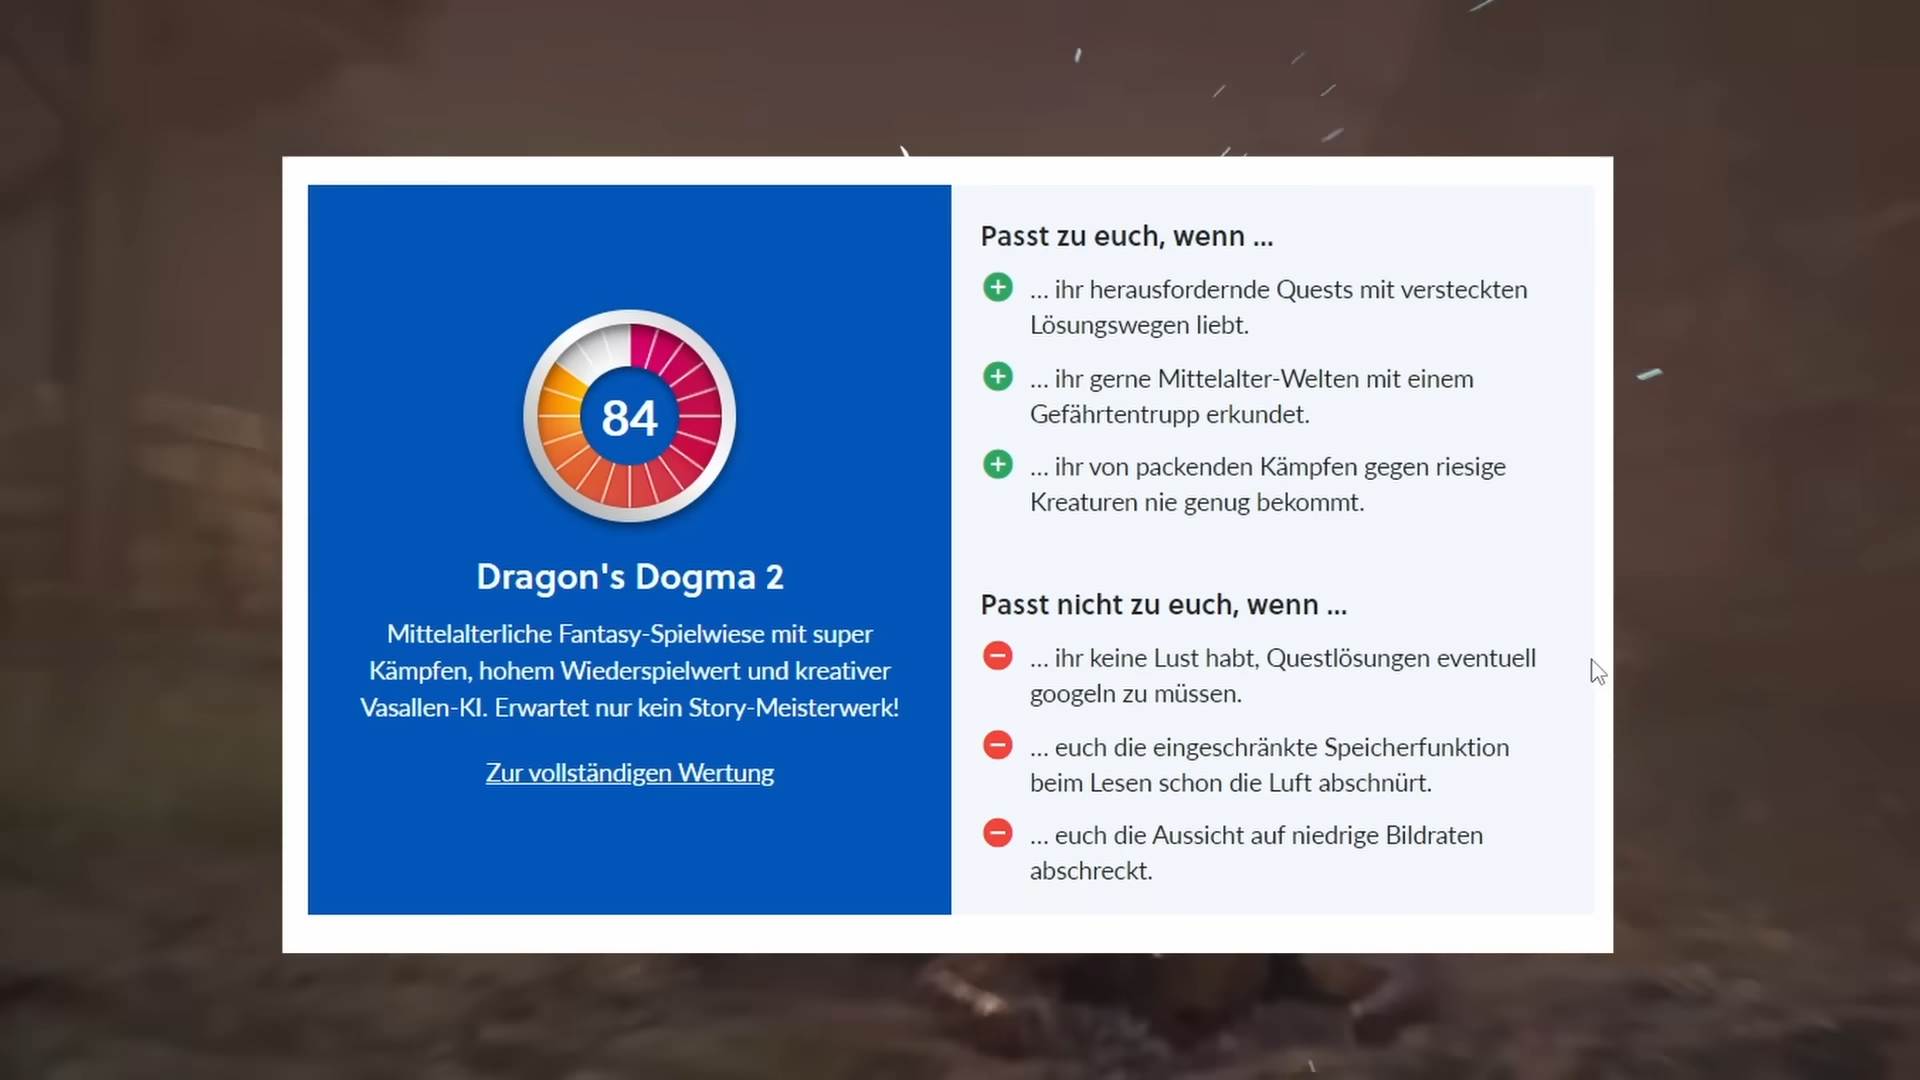 84
Dragon's Dogma 2
Mittelalterliche Fantasy-Spielwiese mit super
Kämpfen, hohem Wiederspielwert und kreativer
Vasallen-KI. Erwartet nur kein Story-Meisterwerk!
Zur vollständigen Wertung
Passt zu euch, wenn ...
... ihr herausfordernde Quests mit versteckten
Lösungswegen liebt.
... ihr gerne Mittelalter-Welten mit einem
Gefährtentrupp erkundet.
... ihr von packenden Kämpfen gegen riesige
Kreaturen nie genug bekommt.
Passt nicht zu euch, wenn ...
... ihr keine Lust habt, Questlösungen eventuell
googeln zu müssen.
... euch die eingeschränkte Speicherfunktion
beim Lesen schon die Luft abschnürt.
... euch die Aussicht auf niedrige Bildraten
abschreckt.